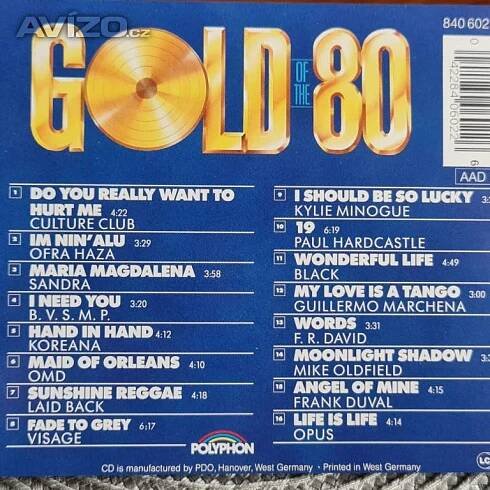 Avízo.cz
840 602
GOLD OF THE 80
0 42284 06022 6
AAD
1 DO YOU REALLY WANT TO
HURT ME 4:22
CULTURE CLUB
2 IM NIN'ALU 3:29
OFRA HAZA
3 MARIA MAGDALENA 3:58
SANDRA
4 I NEED YOU 3:20
B. V. S. M. P.
5 HAND IN HAND 4:12
KOREANA
6 MAID OF ORLEANS 4:10
OMD
7 SUNSHINE REGGAE 4:18
LAID BACK
8 FADE TO GREY 6:17
VISAGE
9 I SHOULD BE SO LUCKY
KYLIE MINOGUE
10 19 6:19
PAUL HARDCASTLE
11 WONDERFUL LIFE 4:49
BLACK
12 MY LOVE IS A TANGO 3:00
GUILLERMO MARCHENA
13 WORDS 3:31
F. R. DAVID
14 MOONLIGHT SHADOW
MIKE OLDFIELD
15 ANGEL OF MINE 4:15
FRANK DUVAL
16 LIFE IS LIFE 4:14
OPUS
POLYPHON
LC
CD is manufactured by PDO, Hanover, West Germany · Printed in West Germany